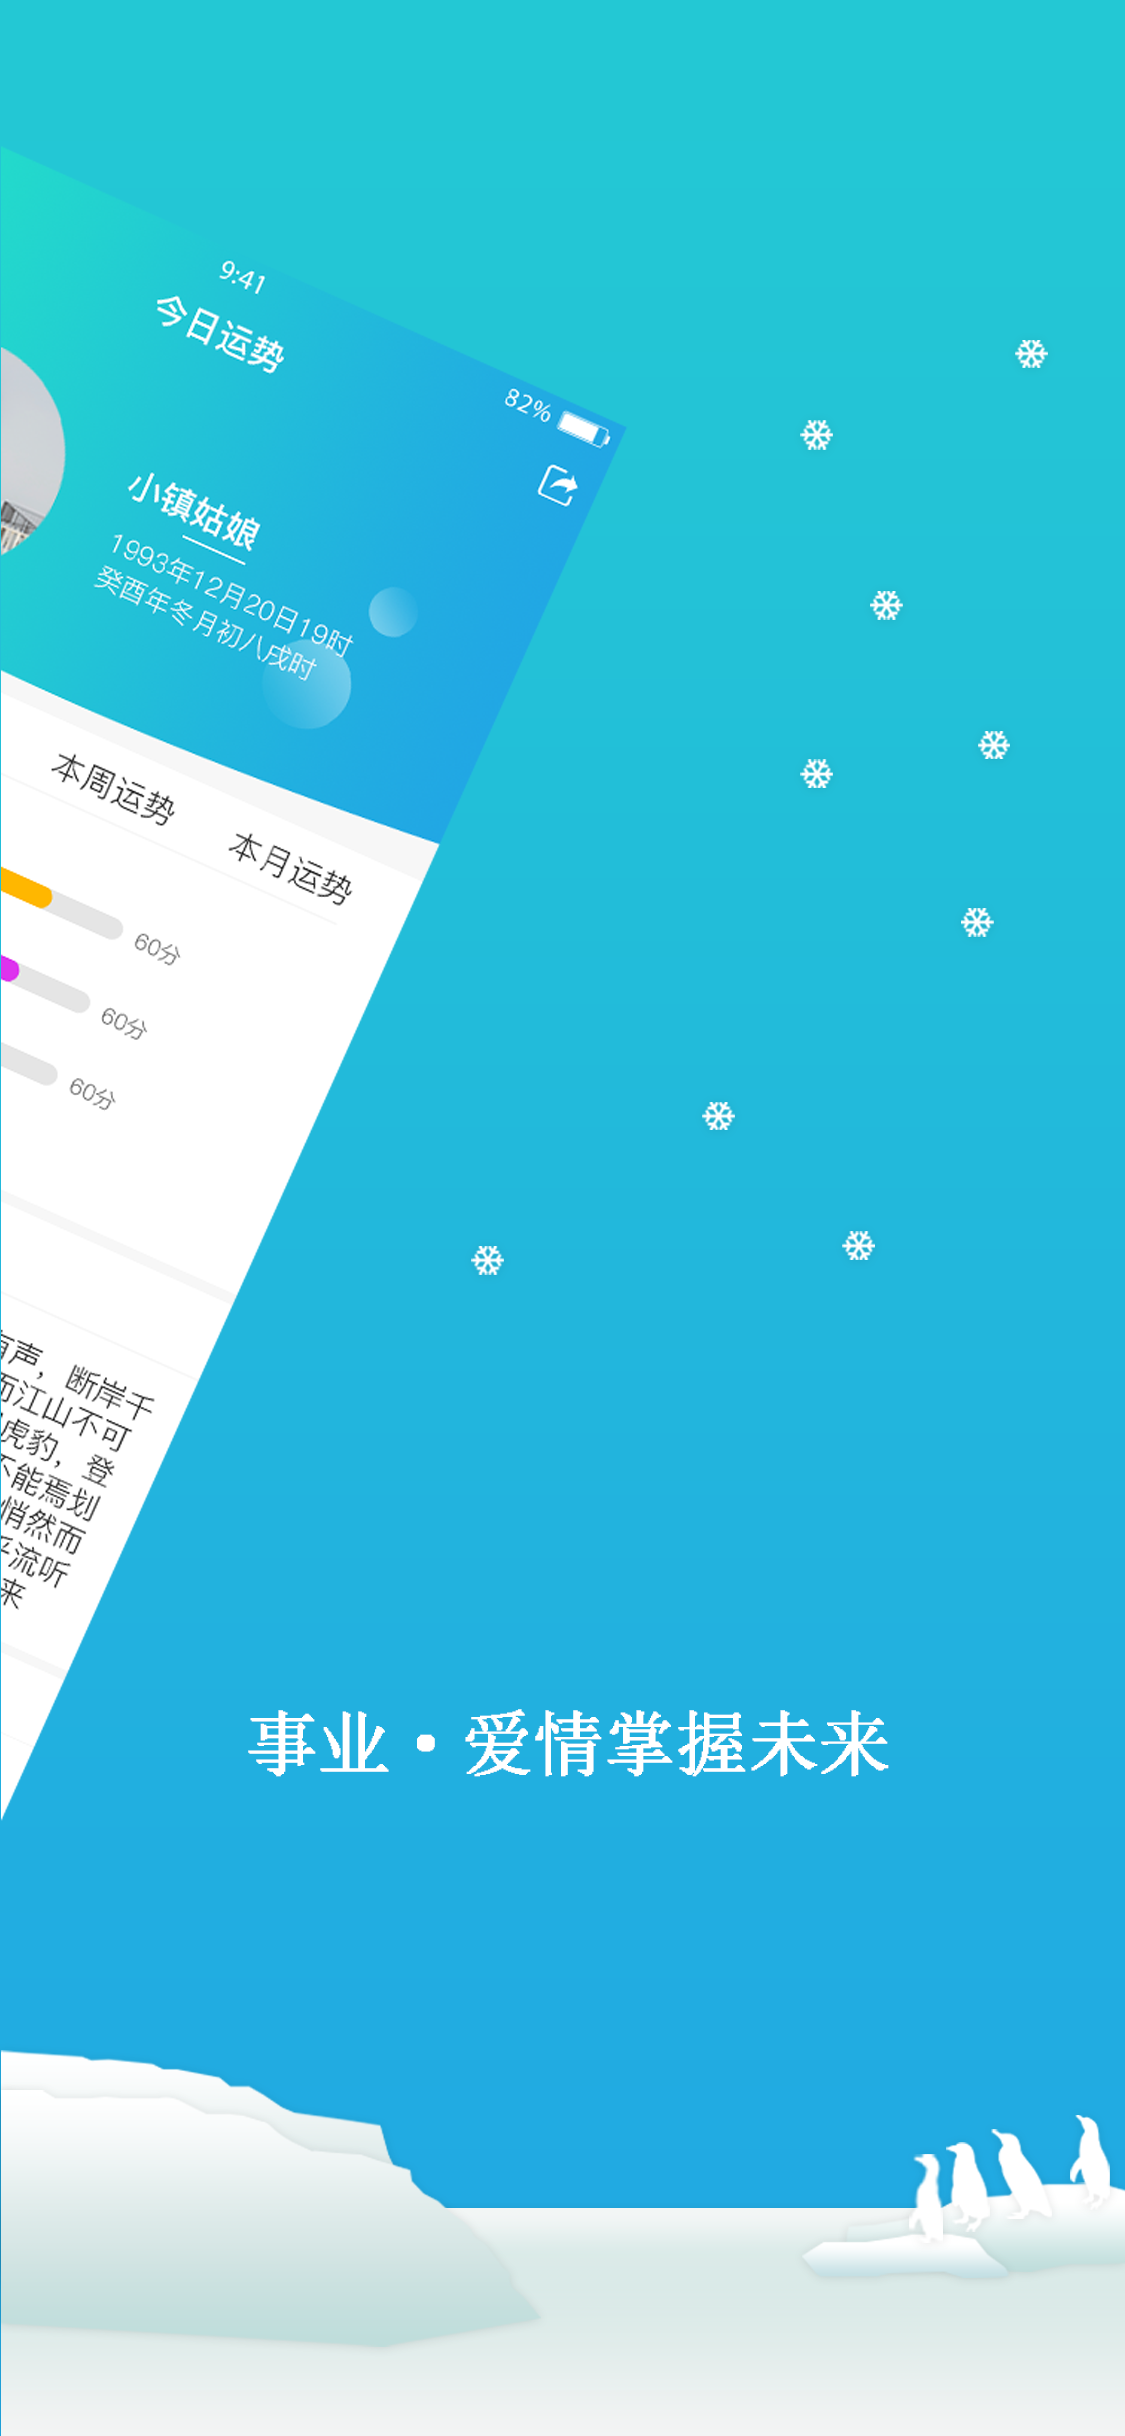 9:41
今日运势
82%
小镇姑娘
1993年12月20日19时
癸酉年冬月初八戌时
本周运势
本月运势
60分
60分
60分
有声，断岸千
而江山不可
虎豹，登
不能焉划
悄然而
乎流听
来
事业·爱情掌握未来